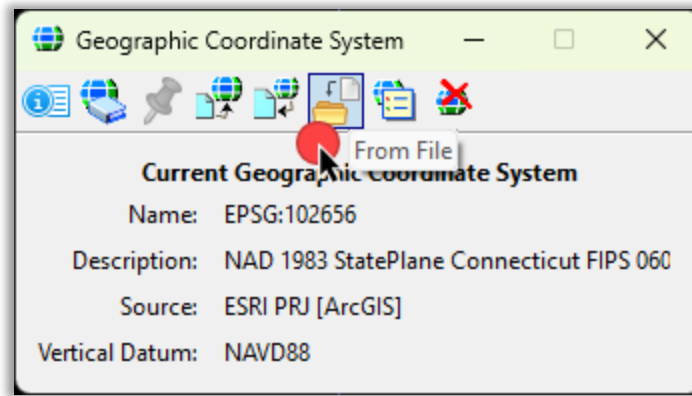 Geographic Coordinate System
From File
Current Geographic Coordinate System
Name: EPSG:102656
Description: NAD 1983 StatePlane Connecticut FIPS 060
Source: ESRI PRJ [ArcGIS]
Vertical Datum: NAVD88